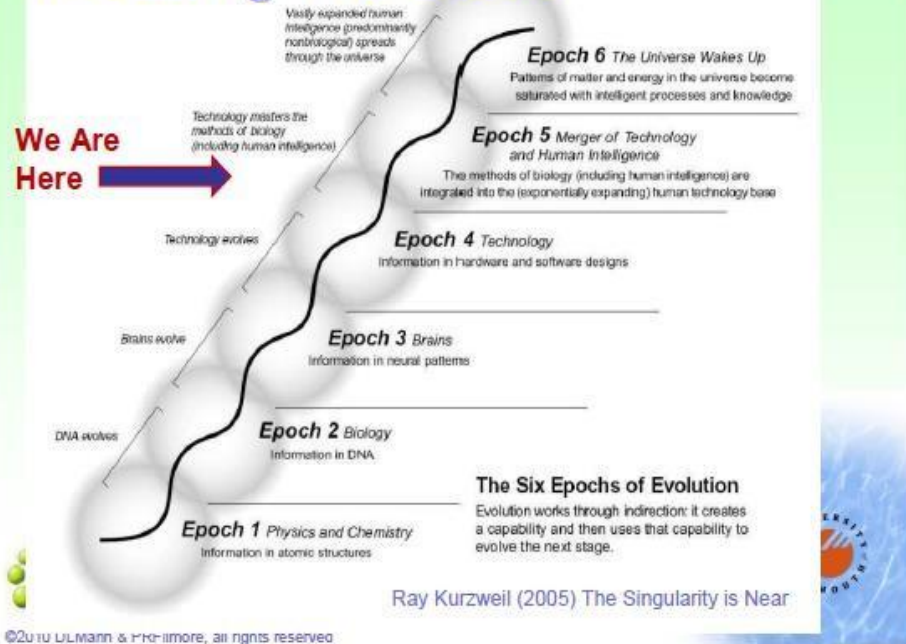 Vastly expanded human
intelligence (predominantly
nonbiological) spreads
through the universe
Epoch 6 The Universe Wakes Up
Patterns of matter and energy in the universe become
saturated with intelligent processes and knowledge
Technology masters the
methods of biology
(including human intelligence)
We Are
Here
Epoch 5 Merger of Technology
and Human Intelligence
The methods of biology (including human intelligence) are
integrated into the (exponentially expanding) human technology base
Technology evolves
Epoch 4 Technology
Information in hardware and software designs
Brains evolve
Epoch 3 Brains
Information in neural patterns
DNA evolves
Epoch 2 Biology
Information in DNA
The Six Epochs of Evolution
Evolution works through indirection: it creates
a capability and then uses that capability to
evolve the next stage.
Epoch 1 Physics and Chemistry
Information in atomic structures
Ray Kurzweil (2005) The Singularity is Near
©2010 DLMann & PRFilmore, all rights reserved